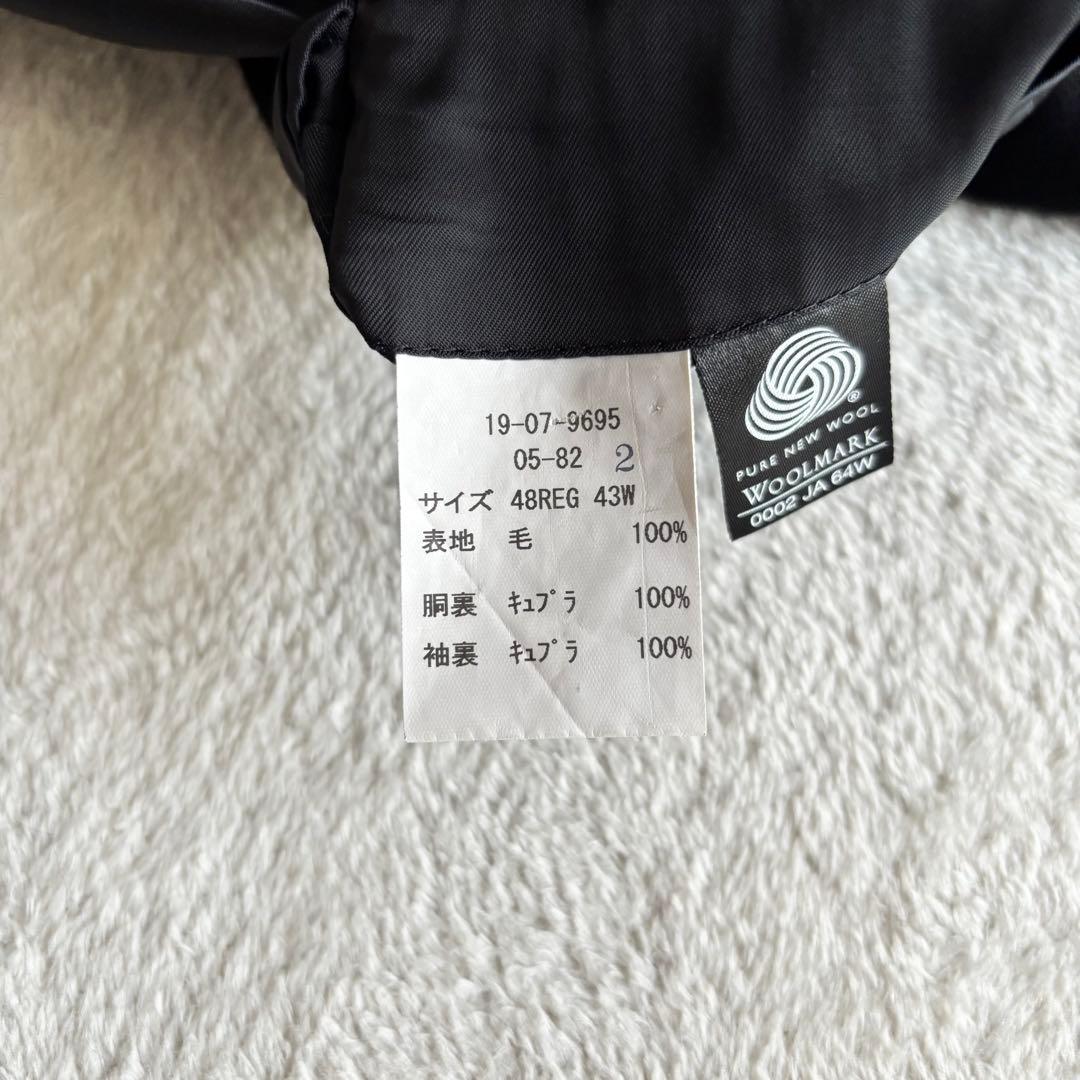 19-07-9695
05-82 2
サイズ 48REG 43W
表地 毛 100%
胴裏 ｷｭﾌﾟﾗ 100%
袖裏 ｷｭﾌﾟﾗ 100%
®
PURE NEW WOOL
WOOLMARK
0002 JA 64W